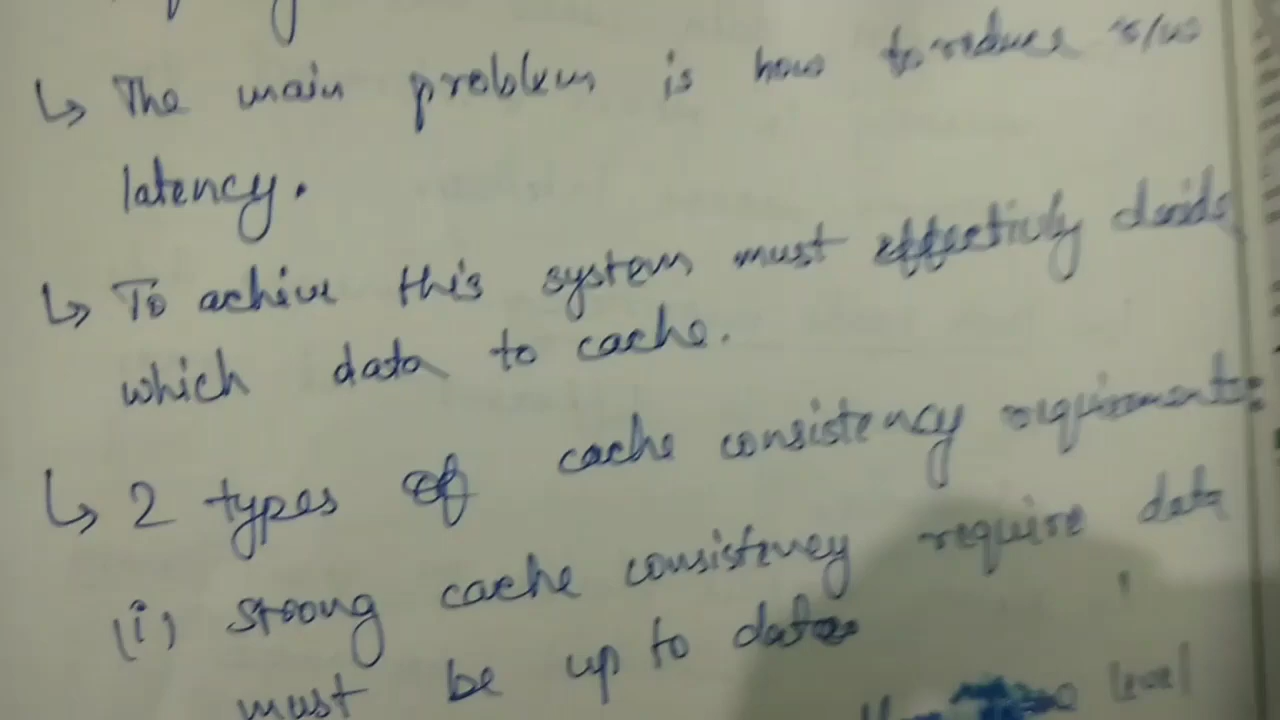 ↳ The main problem is how to reduce
latency.
↳ To achive this system must effectivly decide
which data to cache.
↳ 2 types of cache consistency requirements
(i) strong cache consistency require data
must be up to date
level